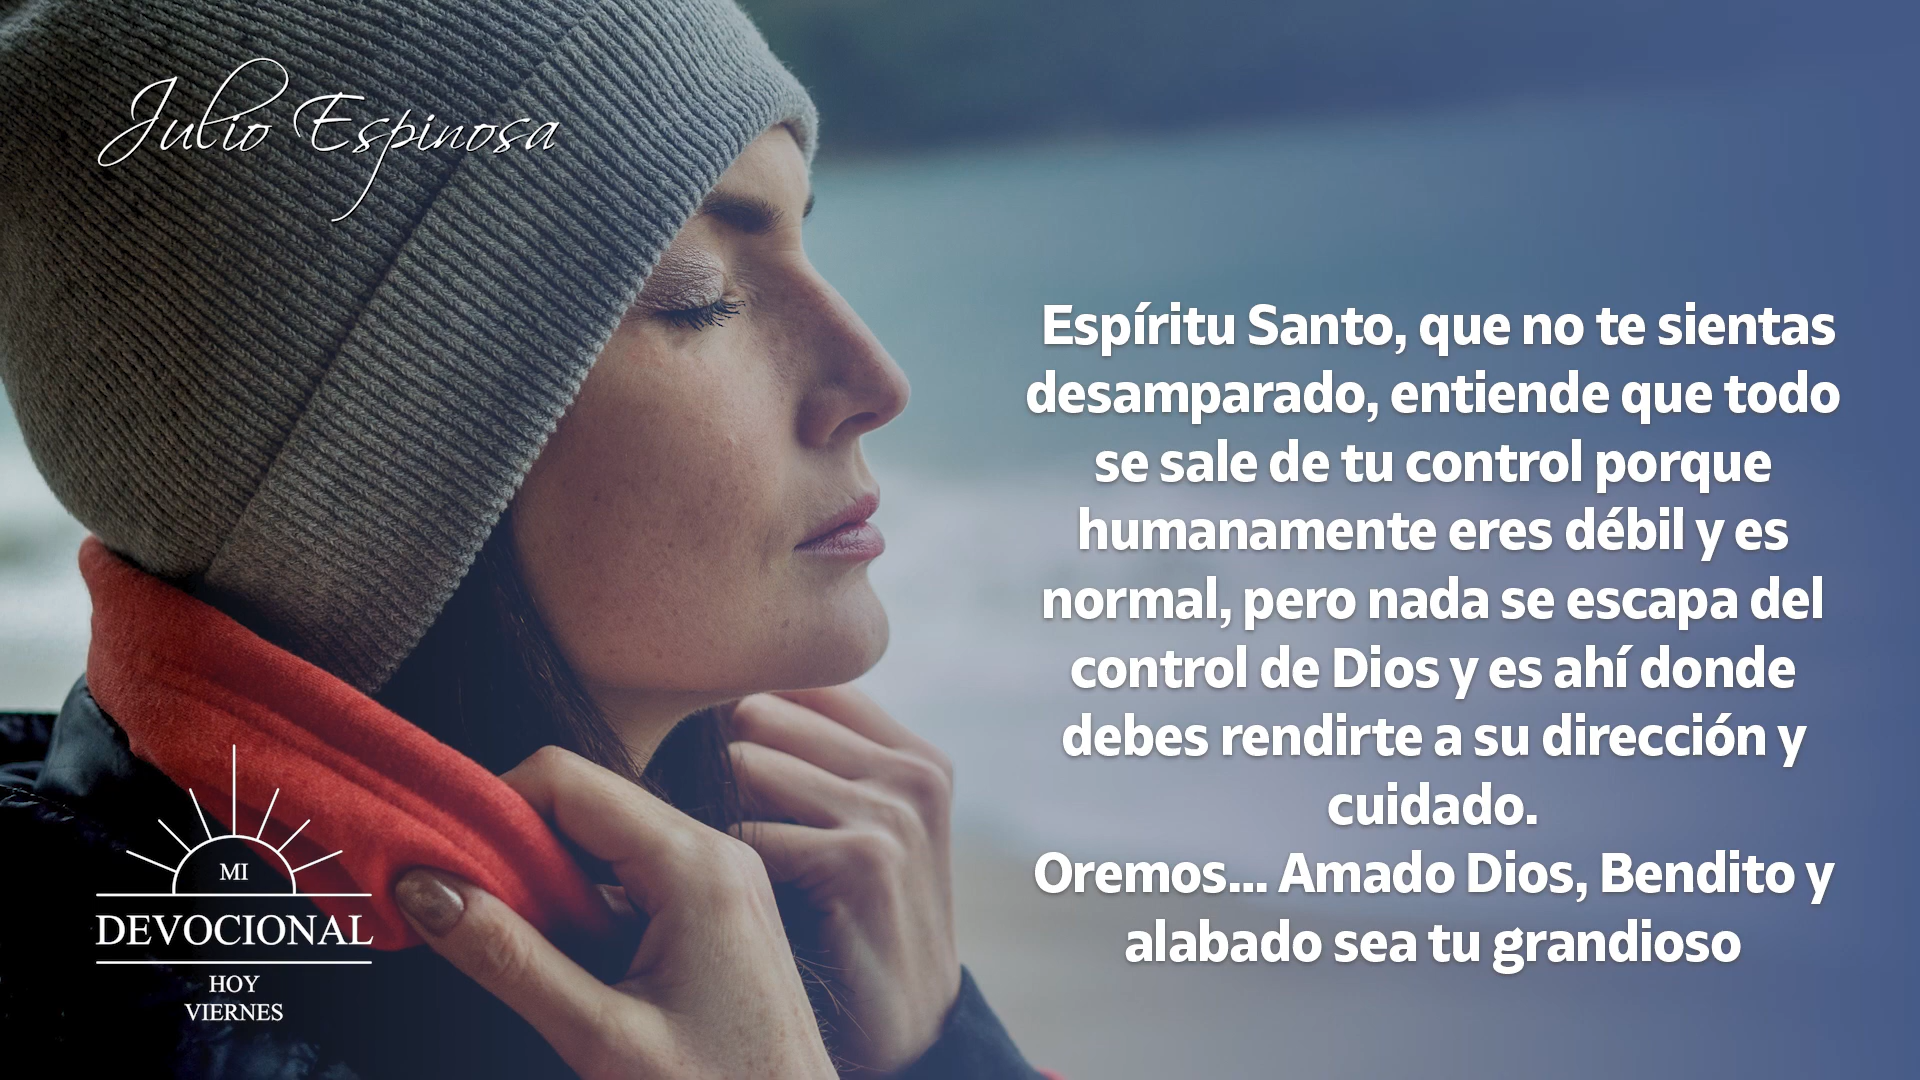 Julio Espinosa
Espíritu Santo, que no te sientas
desamparado, entiende que todo
se sale de tu control porque
humanamente eres débil y es
normal, pero nada se escapa del
control de Dios y es ahí donde
debes rendirte a su dirección y
cuidado.
Oremos... Amado Dios, Bendito y
alabado sea tu grandioso
MI
DEVOCIONAL
HOY
VIERNES